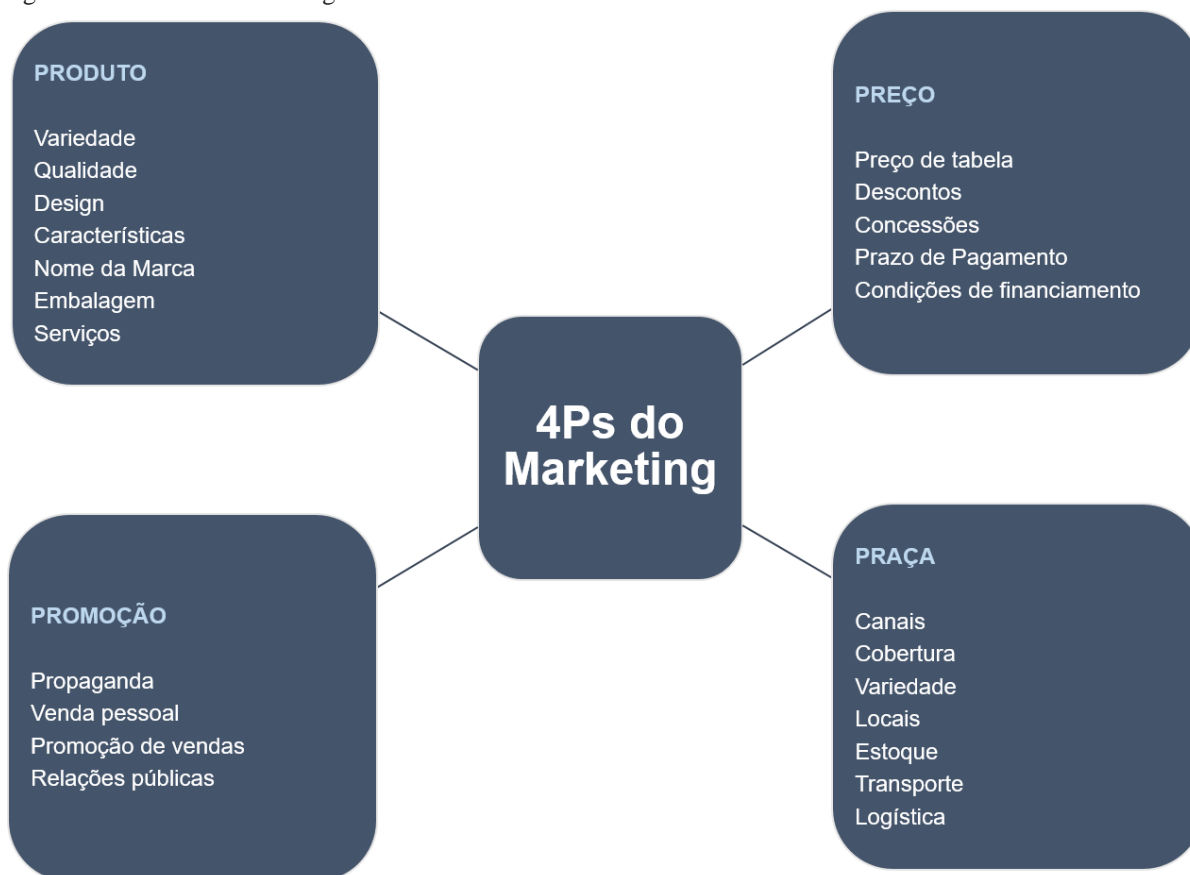 PRODUTO
Variedade
Qualidade
Design
Características
Nome da Marca
Embalagem
Serviços
PREÇO
Preço de tabela
Descontos
Concessões
Prazo de Pagamento
Condições de financiamento
4Ps do
Marketing
PROMOÇÃO
Propaganda
Venda pessoal
Promoção de vendas
Relações públicas
PRAÇA
Canais
Cobertura
Variedade
Locais
Estoque
Transporte
Logística